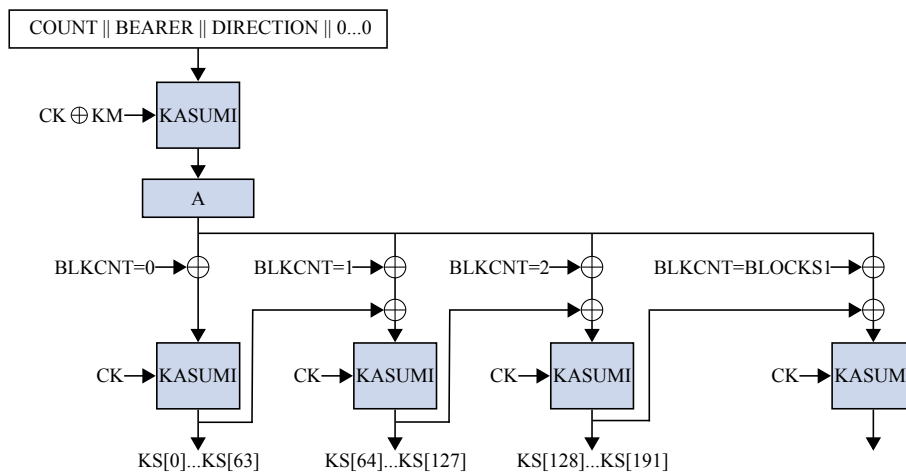 COUNT || BEARER || DIRECTION || 0...0
CK ⊕ KM
KASUMI
A
BLKCNT=0
BLKCNT=1
BLKCNT=2
BLKCNT=BLOCKS1
CK
KASUMI
CK
KASUMI
CK
KASUMI
CK
KASUMI
KS[0]...KS[63]
KS[64]...KS[127]
KS[128]...KS[191]